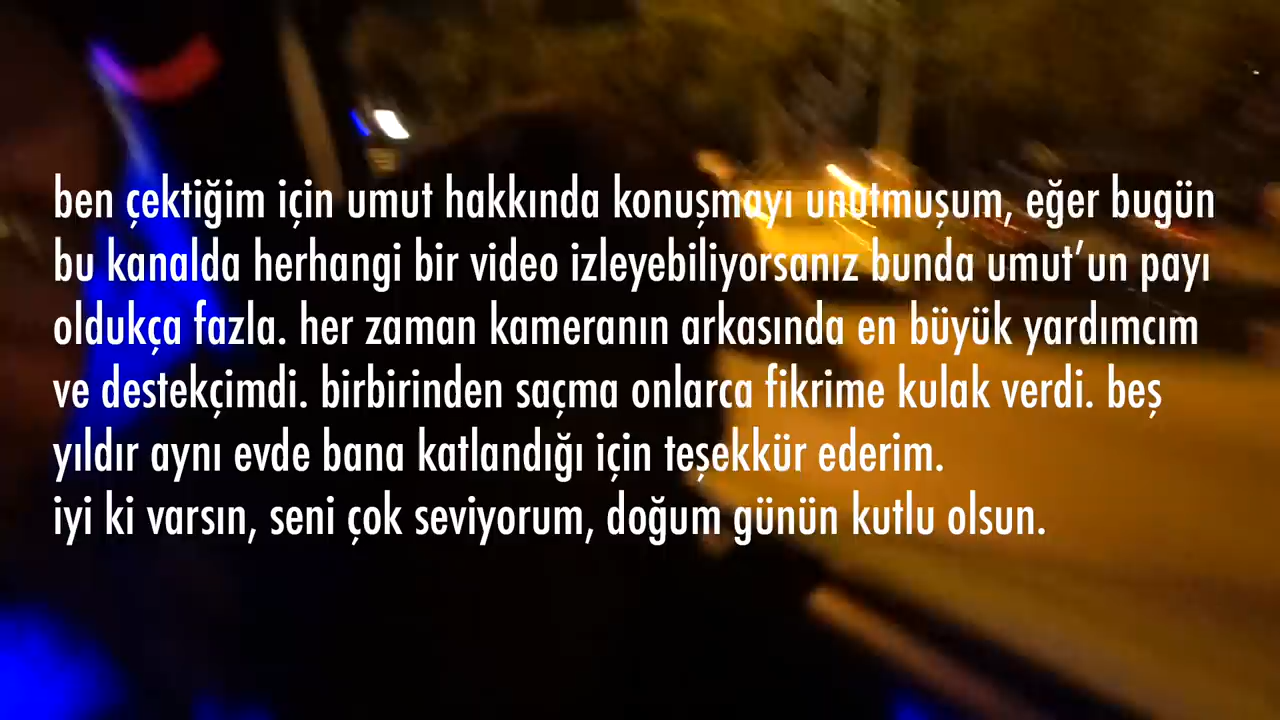 ben çektiğim için umut hakkında konuşmayı unutmuşum, eğer bugün
bu kanalda herhangi bir video izleyebiliyorsanız bunda umut’un payı
oldukça fazla. her zaman kameranın arkasında en büyük yardımcım
ve destekçimdi. birbirinden saçma onlarca fikrime kulak verdi. beş
yıldır aynı evde bana katlandığı için teşekkür ederim.
iyi ki varsın, seni çok seviyorum, doğum günün kutlu olsun.